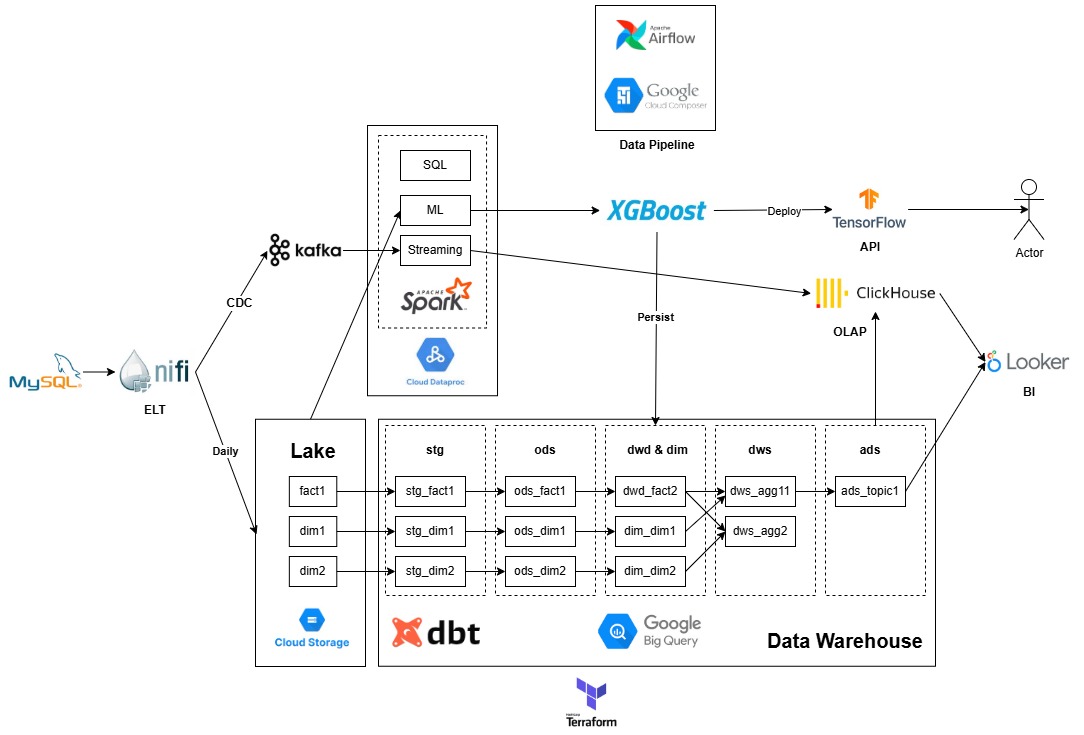 APACHE
Airflow
Google
Cloud Composer
Data Pipeline
SQL
ML
Streaming
APACHE
Spark
Cloud Dataproc
XGBoost
Deploy
TensorFlow
API
Actor
kafka
CDC
ClickHouse
OLAP
Persist
MySQL
nifi
ELT
Looker
BI
Daily
Lake
fact1
dim1
dim2
Cloud Storage
stg
ods
dwd & dim
dws
ads
stg_fact1
ods_fact1
dwd_fact2
dws_agg11
ads_topic1
stg_dim1
ods_dim1
dim_dim1
dws_agg2
stg_dim2
ods_dim2
dim_dim2
dbt
Google
Big Query
Data Warehouse
Terraform